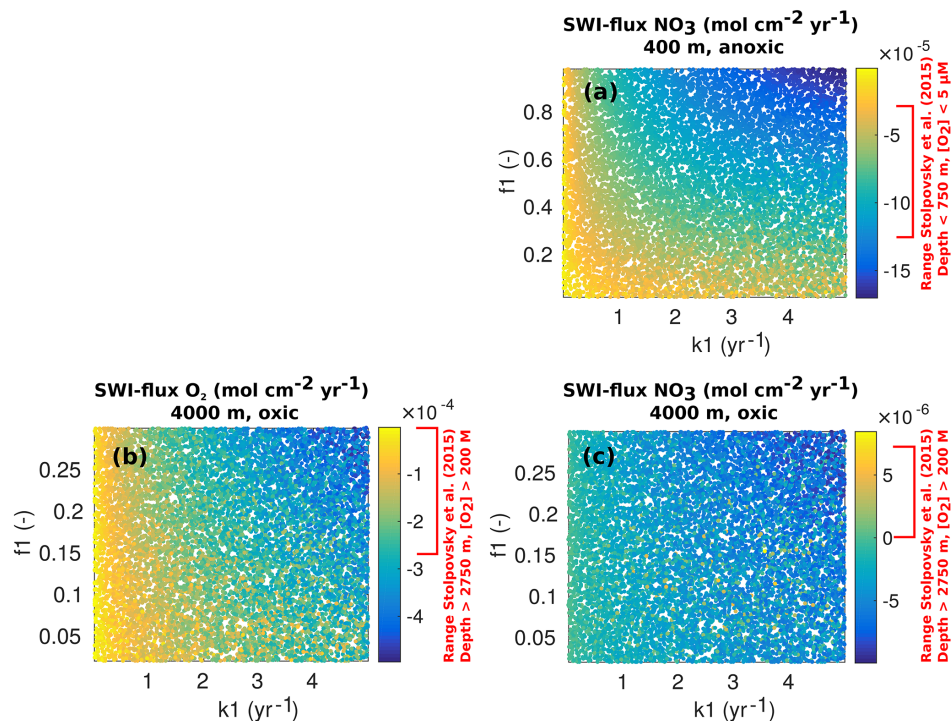 SWI-flux NO3 (mol cm-2 yr-1)
400 m, anoxic
×10-5
(a)
0.8
0.6
0.4
0.2
f1 (-)
1 2 3 4
k1 (yr-1)
-5
-10
-15
Range Stolpovsky et al. (2015)
Depth < 750 m, [O2] < 5 µM
SWI-flux O2 (mol cm-2 yr-1)
4000 m, oxic
×10-4
(b)
0.25
0.2
0.15
0.1
0.05
f1 (-)
1 2 3 4
k1 (yr-1)
-1
-2
-3
-4
Range Stolpovsky et al. (2015)
Depth > 2750 m, [O2] > 200 M
SWI-flux NO3 (mol cm-2 yr-1)
4000 m, oxic
×10-6
(c)
0.25
0.2
0.15
0.1
0.05
f1 (-)
1 2 3 4
k1 (yr-1)
5
0
-5
Range Stolpovsky et al. (2015)
Depth > 2750 m, [O2] > 200 M